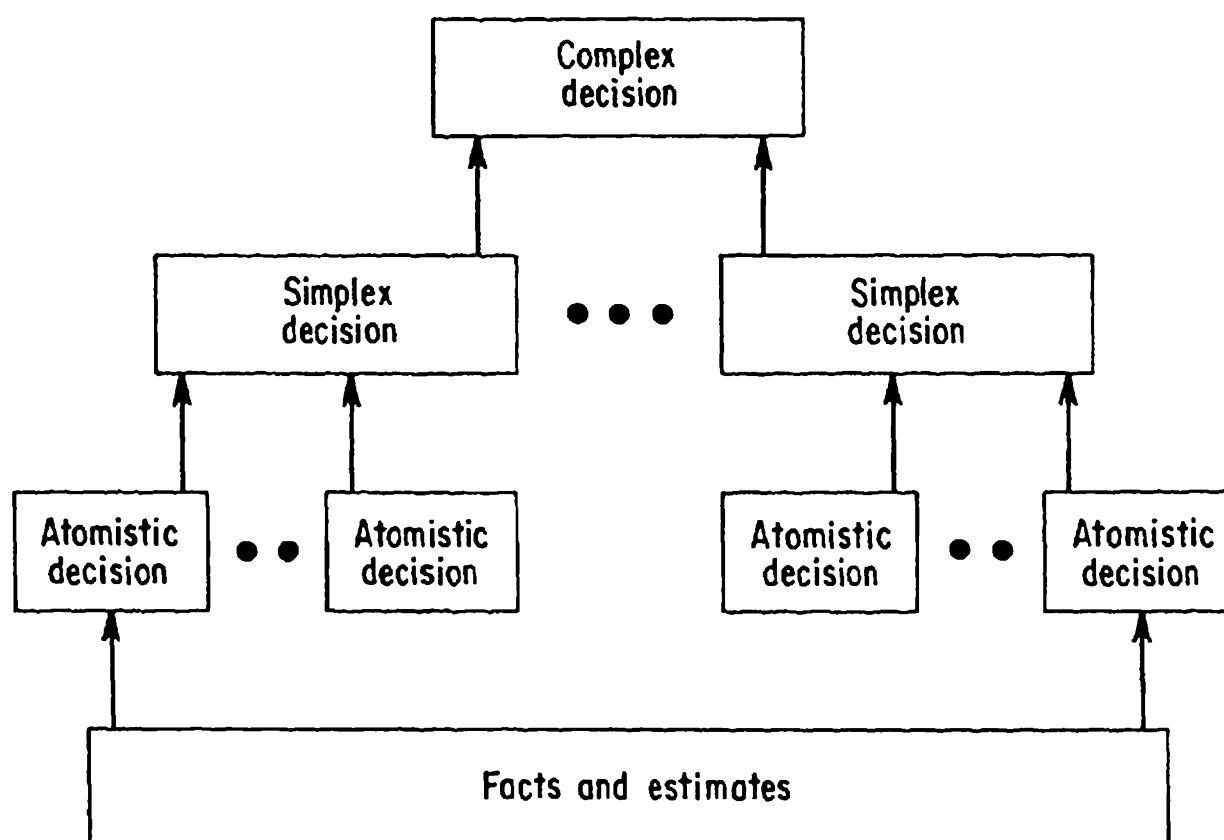 Complex
decision
Simplex
decision
Simplex
decision
Atomistic
decision
Atomistic
decision
Atomistic
decision
Atomistic
decision
Facts and estimates